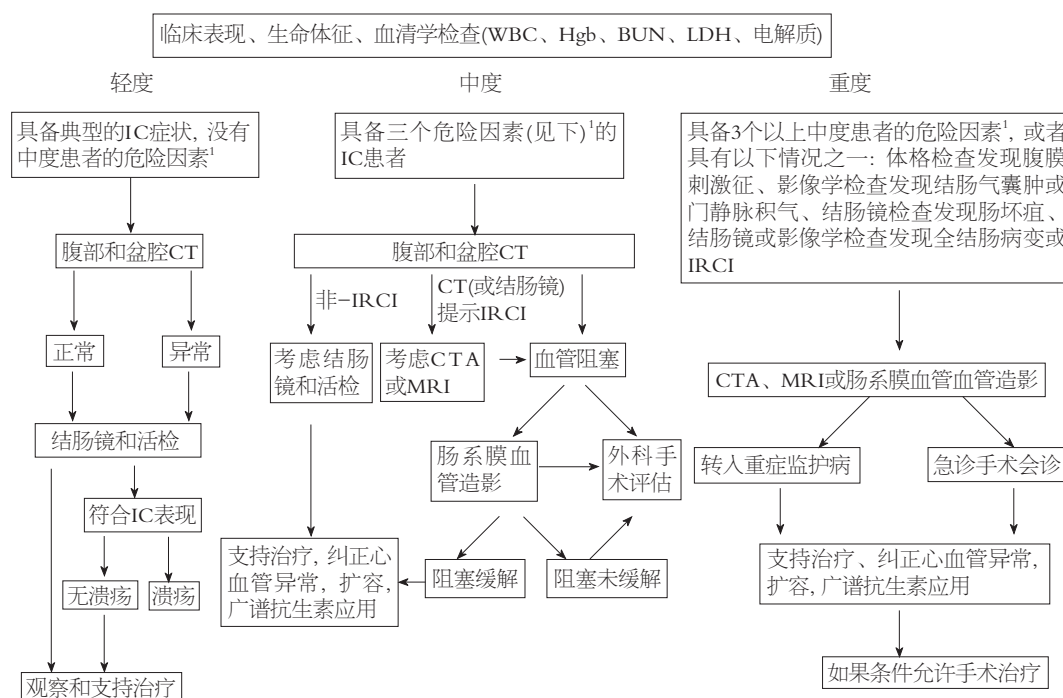 临床表现、生命体征、血清学检查(WBC、Hgb、BUN、LDH、电解质)
轻度
中度
重度
具备典型的IC症状, 没有
中度患者的危险因素¹
腹部和盆腔CT
正常
异常
结肠镜和活检
符合IC表现
无溃疡
溃疡
观察和支持治疗
具备三个危险因素(见下)¹的
IC患者
腹部和盆腔CT
非-IRCI
CT(或结肠镜)
提示IRCI
考虑结肠
镜和活检
考虑CTA
或MRI
血管阻塞
肠系膜血
管造影
外科手
术评估
支持治疗, 纠正心
血管异常, 扩容,
广谱抗生素应用
阻塞缓解
阻塞未缓解
具备3个以上中度患者的危险因素¹, 或者
具有以下情况之一: 体格检查发现腹膜
刺激征、影像学检查发现结肠气囊肿或
门静脉积气、结肠镜检查发现肠坏疽、
结肠镜或影像学检查发现全结肠病变或
IRCI
CTA、MRI或肠系膜血管血管造影
转入重症监护病
急诊手术会诊
支持治疗、纠正心血管异常,
扩容, 广谱抗生素应用
如果条件允许手术治疗